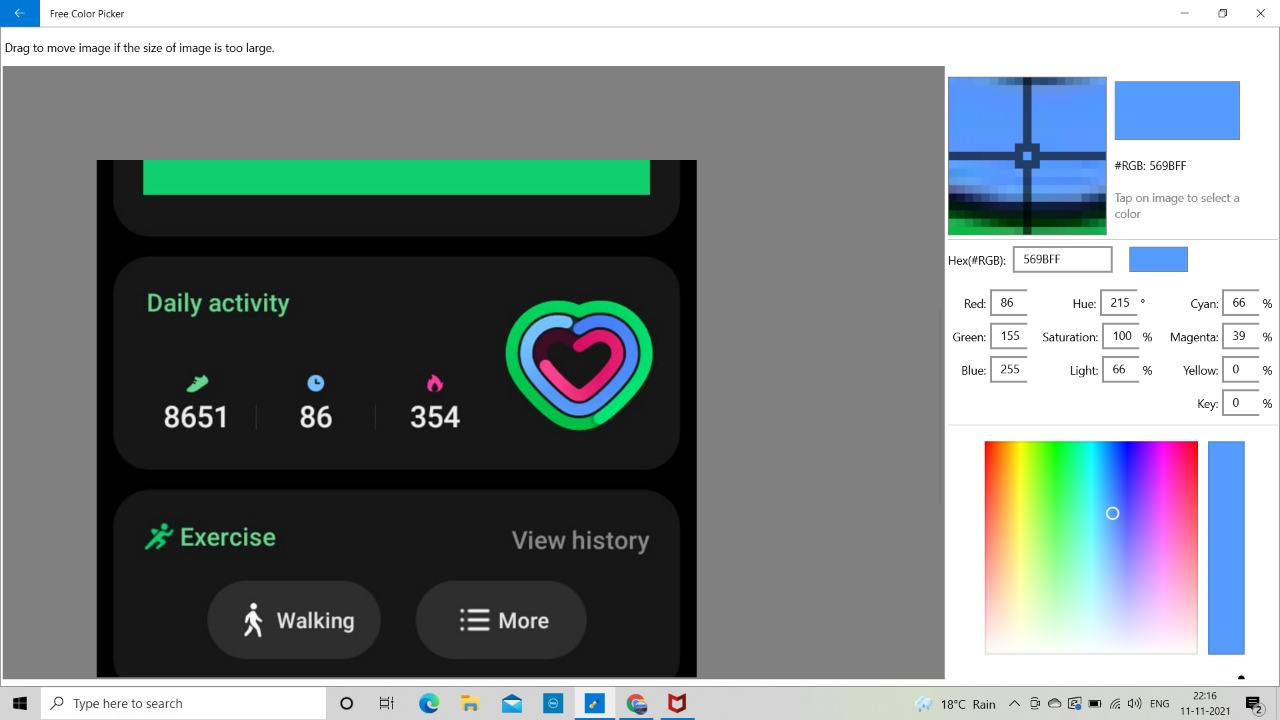 Free Color Picker
Drag to move image if the size of image is too large.
Daily activity
8651 86 354
Exercise View history
Walking More
#RGB: 569BFF
Tap on image to select a
color
Hex(#RGB): 569BFF
Red: 86 Hue: 215 ° Cyan: 66 %
Green: 155 Saturation: 100 % Magenta: 39 %
Blue: 255 Light: 66 % Yellow: 0 %
Key: 0 %
Type here to search
18°C Rain ENG
22:16
11-11-2021
2